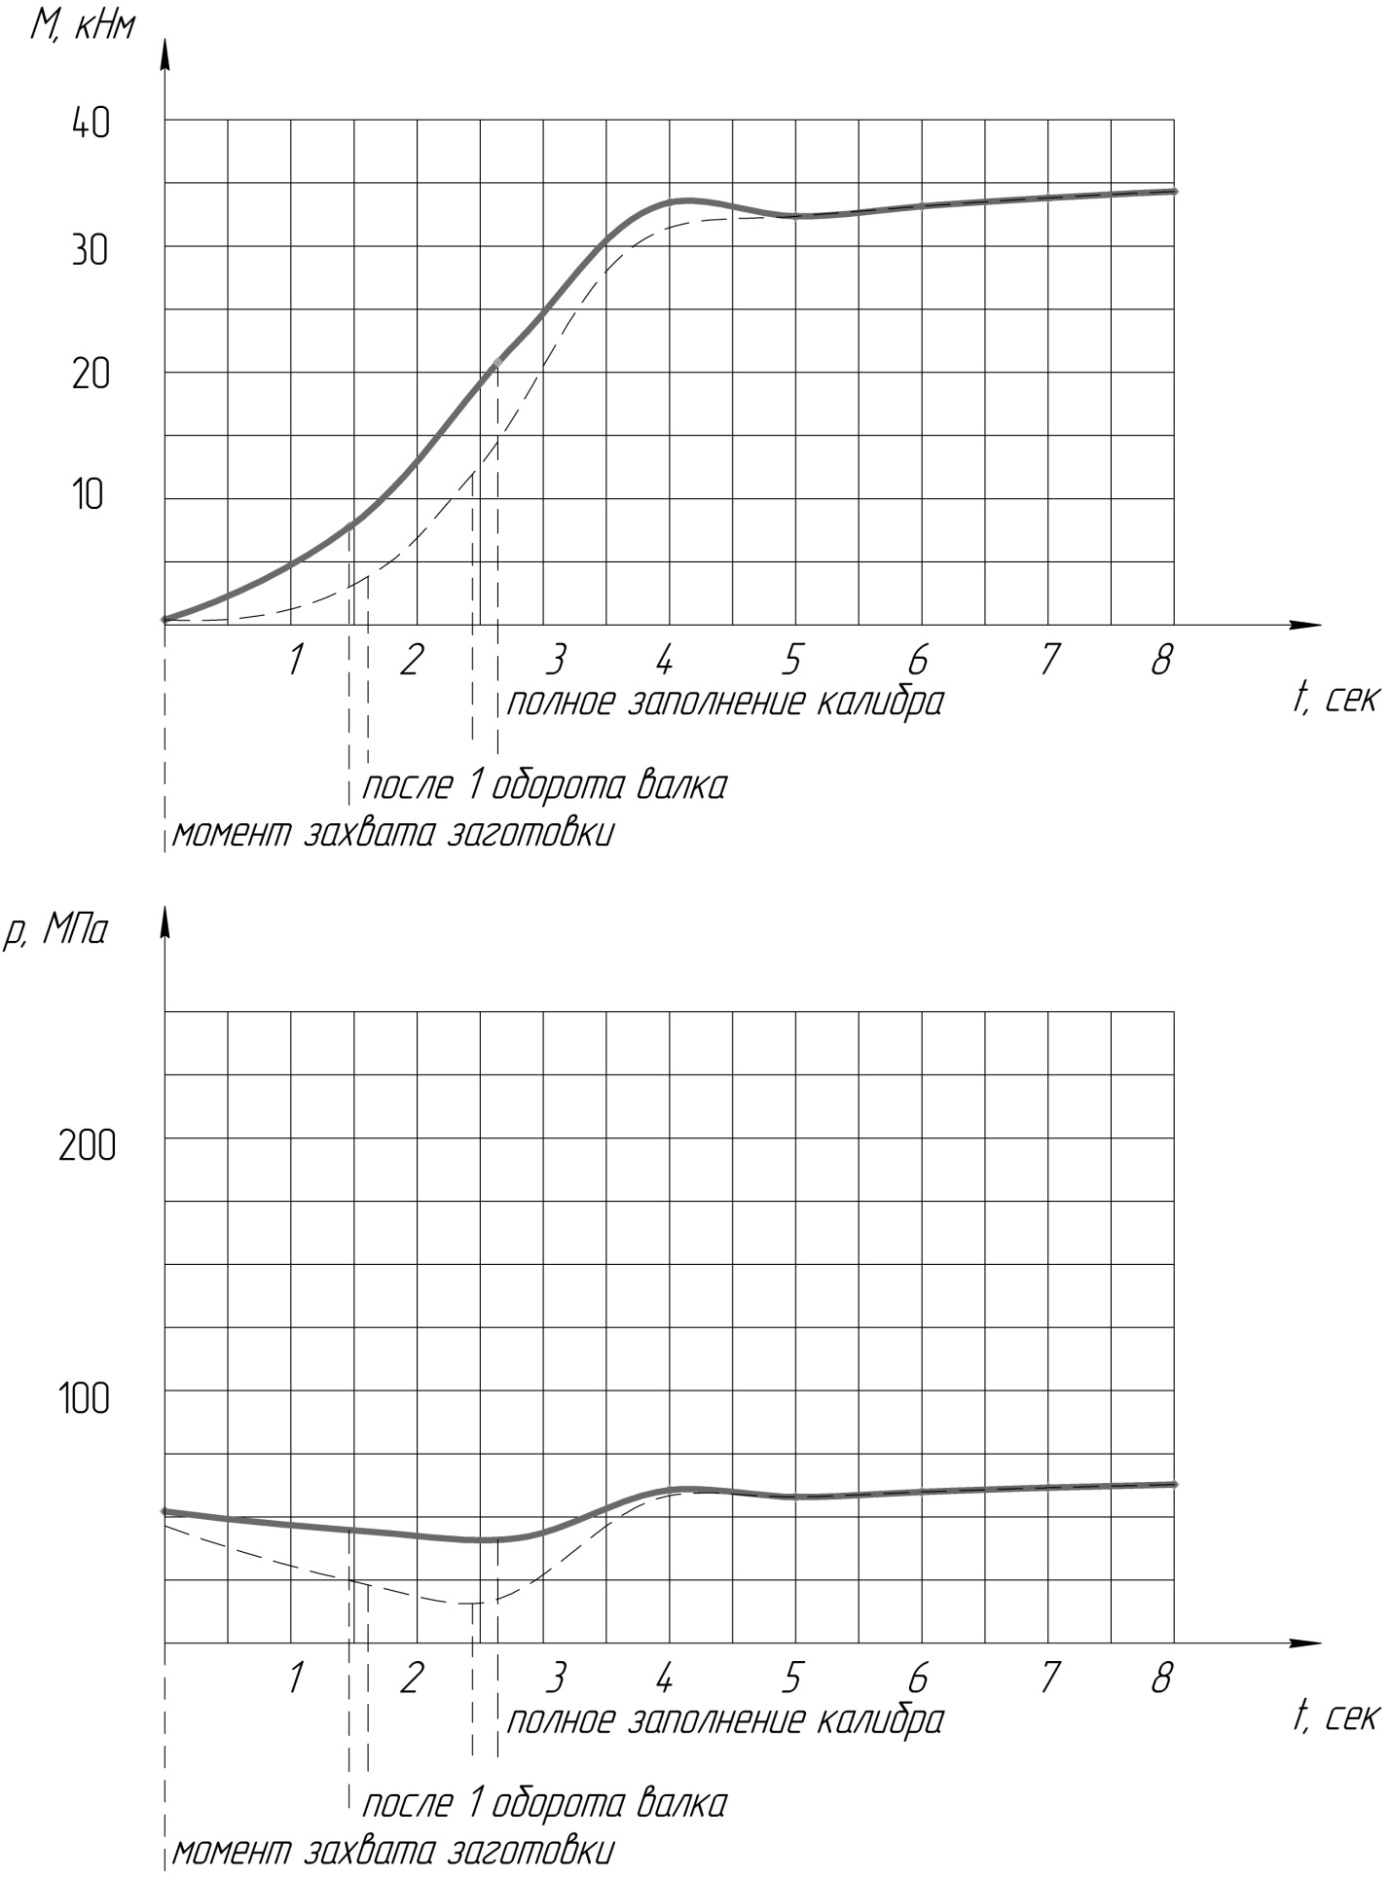 М, кНм
40
30
20
10
1 2 3 4 5 6 7 8
t, сек
полное заполнение калибра
после 1 оборота валка
момент захвата заготовки
р, МПа
200
100
1 2 3 4 5 6 7 8
t, сек
полное заполнение калибра
после 1 оборота валка
момент захвата заготовки